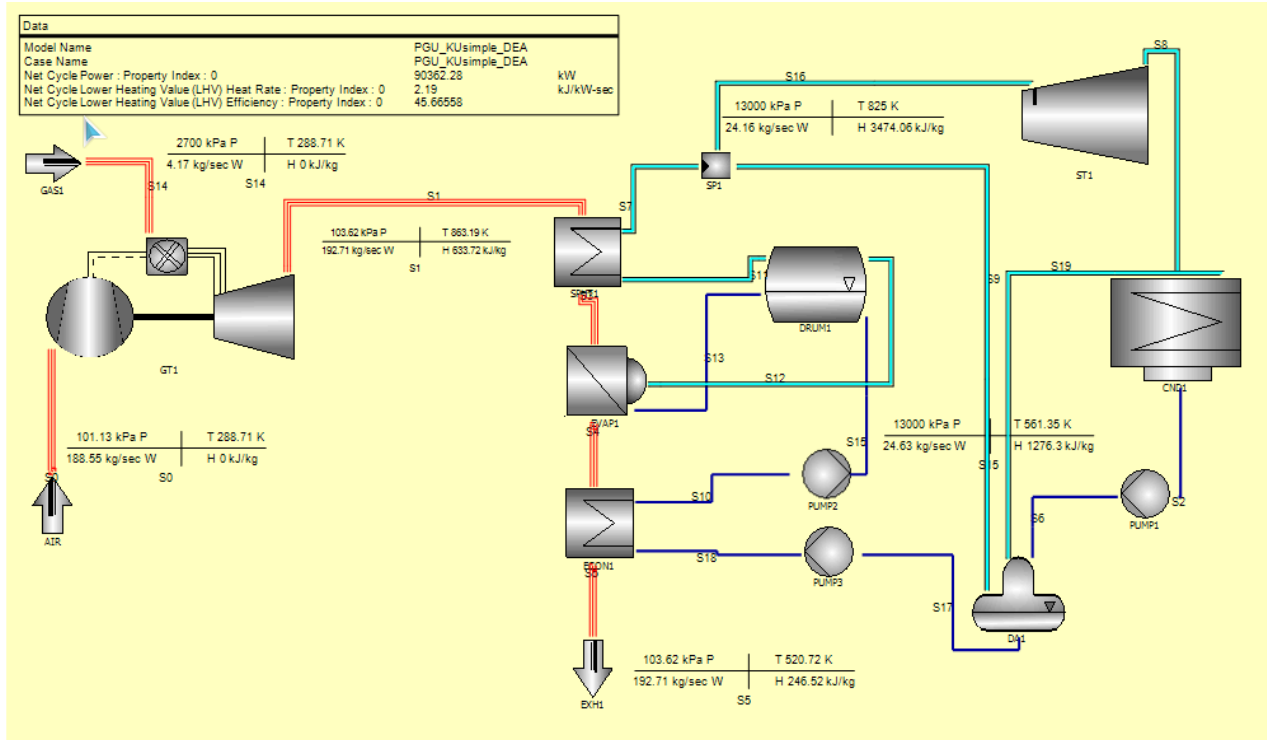 Data
Model Name PGU_KUsimple_DEA
Case Name PGU_KUsimple_DEA
Net Cycle Power : Property Index : 0 90362.28 kW
Net Cycle Lower Heating Value (LHV) Heat Rate : Property Index : 0 2.19 kJ/kW-sec
Net Cycle Lower Heating Value (LHV) Efficiency : Property Index : 0 45.66558
S8
S16
13000 kPa P T 825 K
24.16 kg/sec W H 3474.06 kJ/kg
2700 kPa P T 288.71 K
4.17 kg/sec W H 0 kJ/kg
S14
GAS1
S14
SP1
ST1
S1
S7
103.62 kPa P T 863.19 K
192.71 kg/sec W H 633.72 kJ/kg
S1
S11
S19
S9
DRUM1
GT1
S13
S12
CND1
EVAP1
S4
13000 kPa P T 561.35 K
24.63 kg/sec W H 1276.3 kJ/kg
S15
S15
101.13 kPa P T 288.71 K
188.55 kg/sec W H 0 kJ/kg
S0
S0
AIR
S10
PUMP2
S2
PUMP1
S6
ECON1
S18
S5
PUMP3
S17
DA1
103.62 kPa P T 520.72 K
192.71 kg/sec W H 246.52 kJ/kg
S5
EXH1